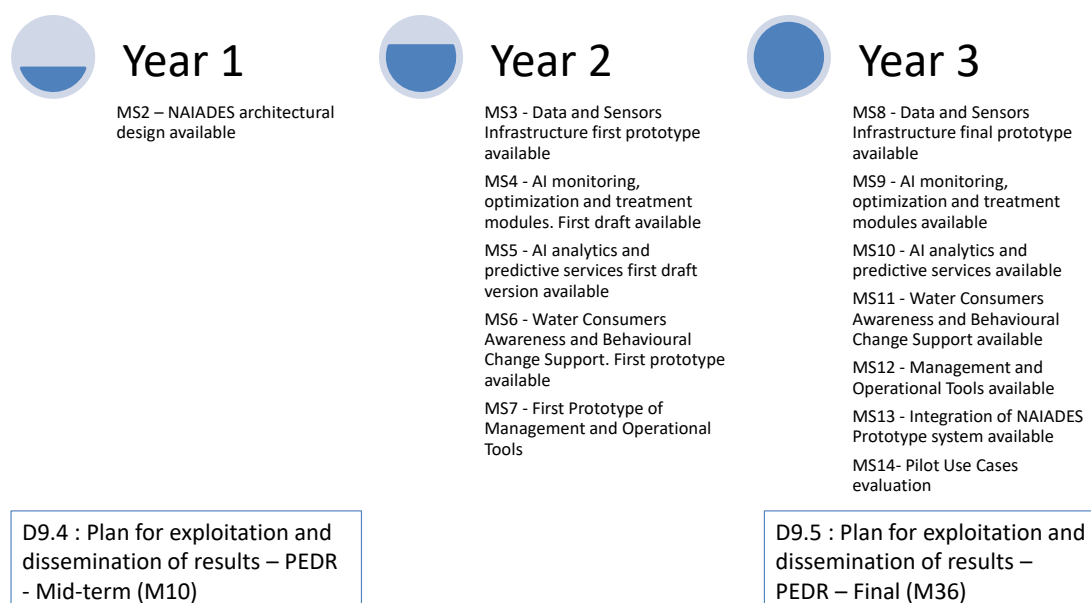 Year 1
MS2 – NAIADES architectural
design available
Year 2
MS3 - Data and Sensors
Infrastructure first prototype
available
MS4 - AI monitoring,
optimization and treatment
modules. First draft available
MS5 - AI analytics and
predictive services first draft
version available
MS6 - Water Consumers
Awareness and Behavioural
Change Support. First prototype
available
MS7 - First Prototype of
Management and Operational
Tools
Year 3
MS8 - Data and Sensors
Infrastructure final prototype
available
MS9 - AI monitoring,
optimization and treatment
modules available
MS10 - AI analytics and
predictive services available
MS11 - Water Consumers
Awareness and Behavioural
Change Support available
MS12 - Management and
Operational Tools available
MS13 - Integration of NAIADES
Prototype system available
MS14- Pilot Use Cases
evaluation
D9.4 : Plan for exploitation and
dissemination of results – PEDR
- Mid-term (M10)
D9.5 : Plan for exploitation and
dissemination of results –
PEDR – Final (M36)